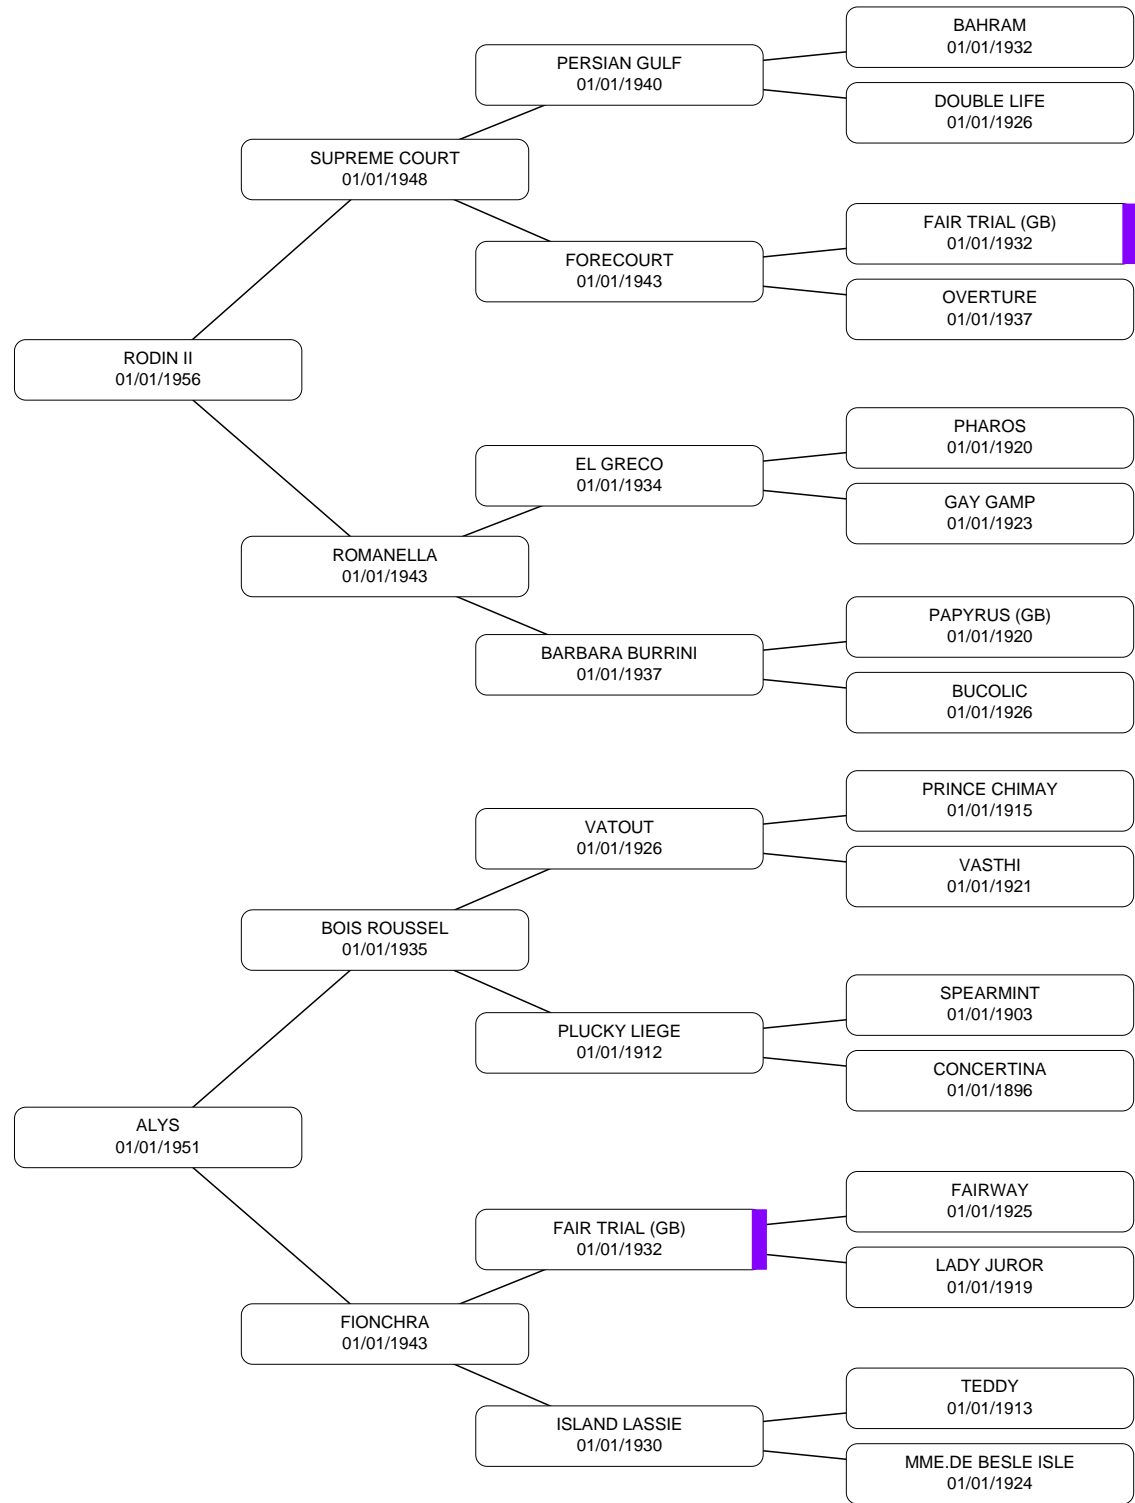 BAHRAM
01/01/1932
PERSIAN GULF
01/01/1940
DOUBLE LIFE
01/01/1926
SUPREME COURT
01/01/1948
FAIR TRIAL (GB)
01/01/1932
FORECOURT
01/01/1943
OVERTURE
01/01/1937
RODIN II
01/01/1956
PHAROS
01/01/1920
EL GRECO
01/01/1934
GAY GAMP
01/01/1923
ROMANELLA
01/01/1943
PAPYRUS (GB)
01/01/1920
BARBARA BURRINI
01/01/1937
BUCOLIC
01/01/1926
PRINCE CHIMAY
01/01/1915
VATOUT
01/01/1926
VASTHI
01/01/1921
BOIS ROUSSEL
01/01/1935
SPEARMINT
01/01/1903
PLUCKY LIEGE
01/01/1912
CONCERTINA
01/01/1896
ALYS
01/01/1951
FAIRWAY
01/01/1925
FAIR TRIAL (GB)
01/01/1932
LADY JUROR
01/01/1919
FIONCHRA
01/01/1943
TEDDY
01/01/1913
ISLAND LASSIE
01/01/1930
MME.DE BESLE ISLE
01/01/1924